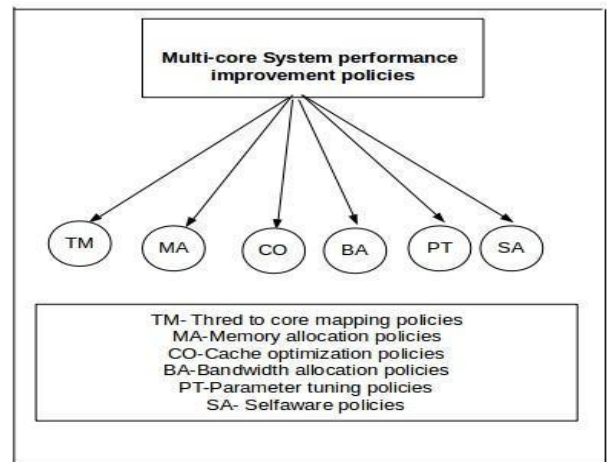 Multi-core System performance
improvement policies
TM
MA
CO
BA
PT
SA
TM- Thred to core mapping policies
MA-Memory allocation policies
CO-Cache optimization policies
BA-Bandwidth allocation policies
PT-Parameter tuning policies
SA- Selfaware policies